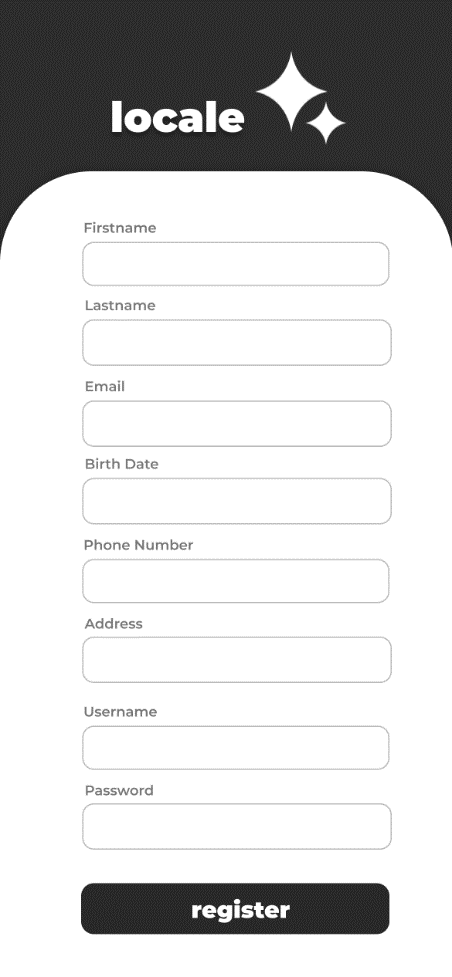 locale
Firstname
Lastname
Email
Birth Date
Phone Number
Address
Username
Password
register